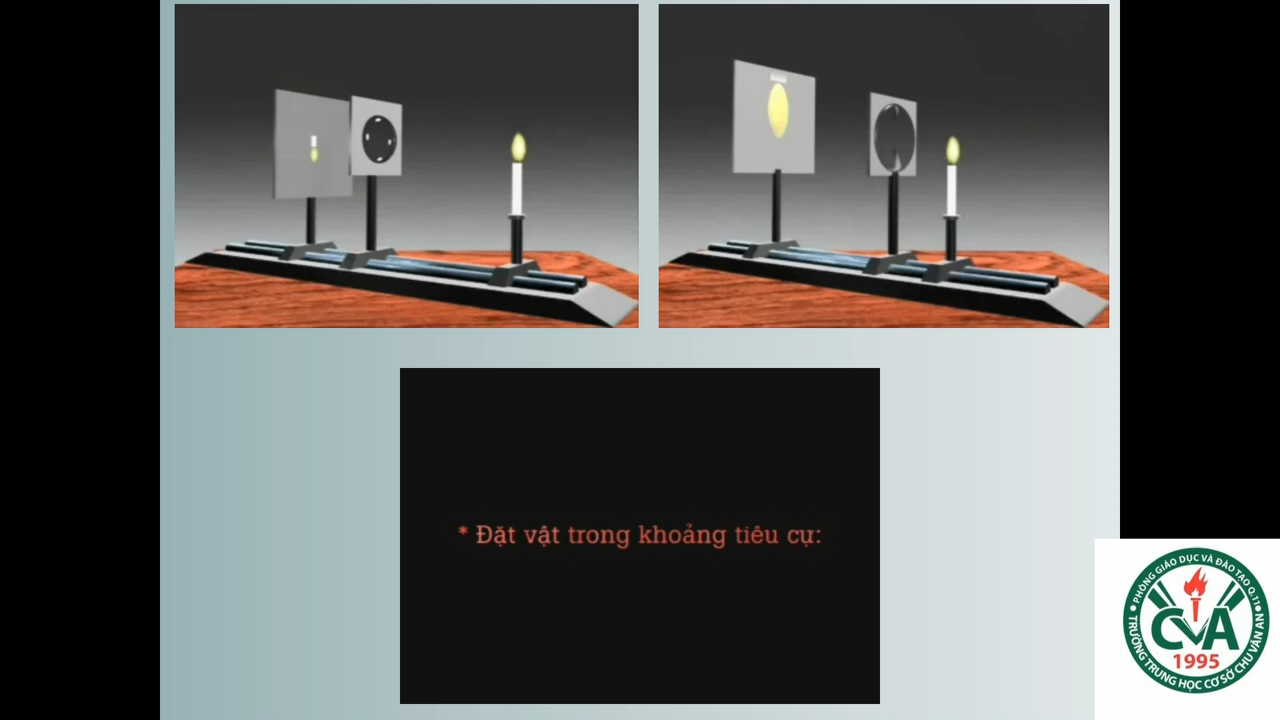 * Đặt vật trong khoảng tiêu cự:
PHÒNG GIÁO DỤC VÀ ĐÀO TẠO Q.11
CVA
1995
TRƯỜNG TRUNG HỌC CƠ SỞ CHU VĂN AN